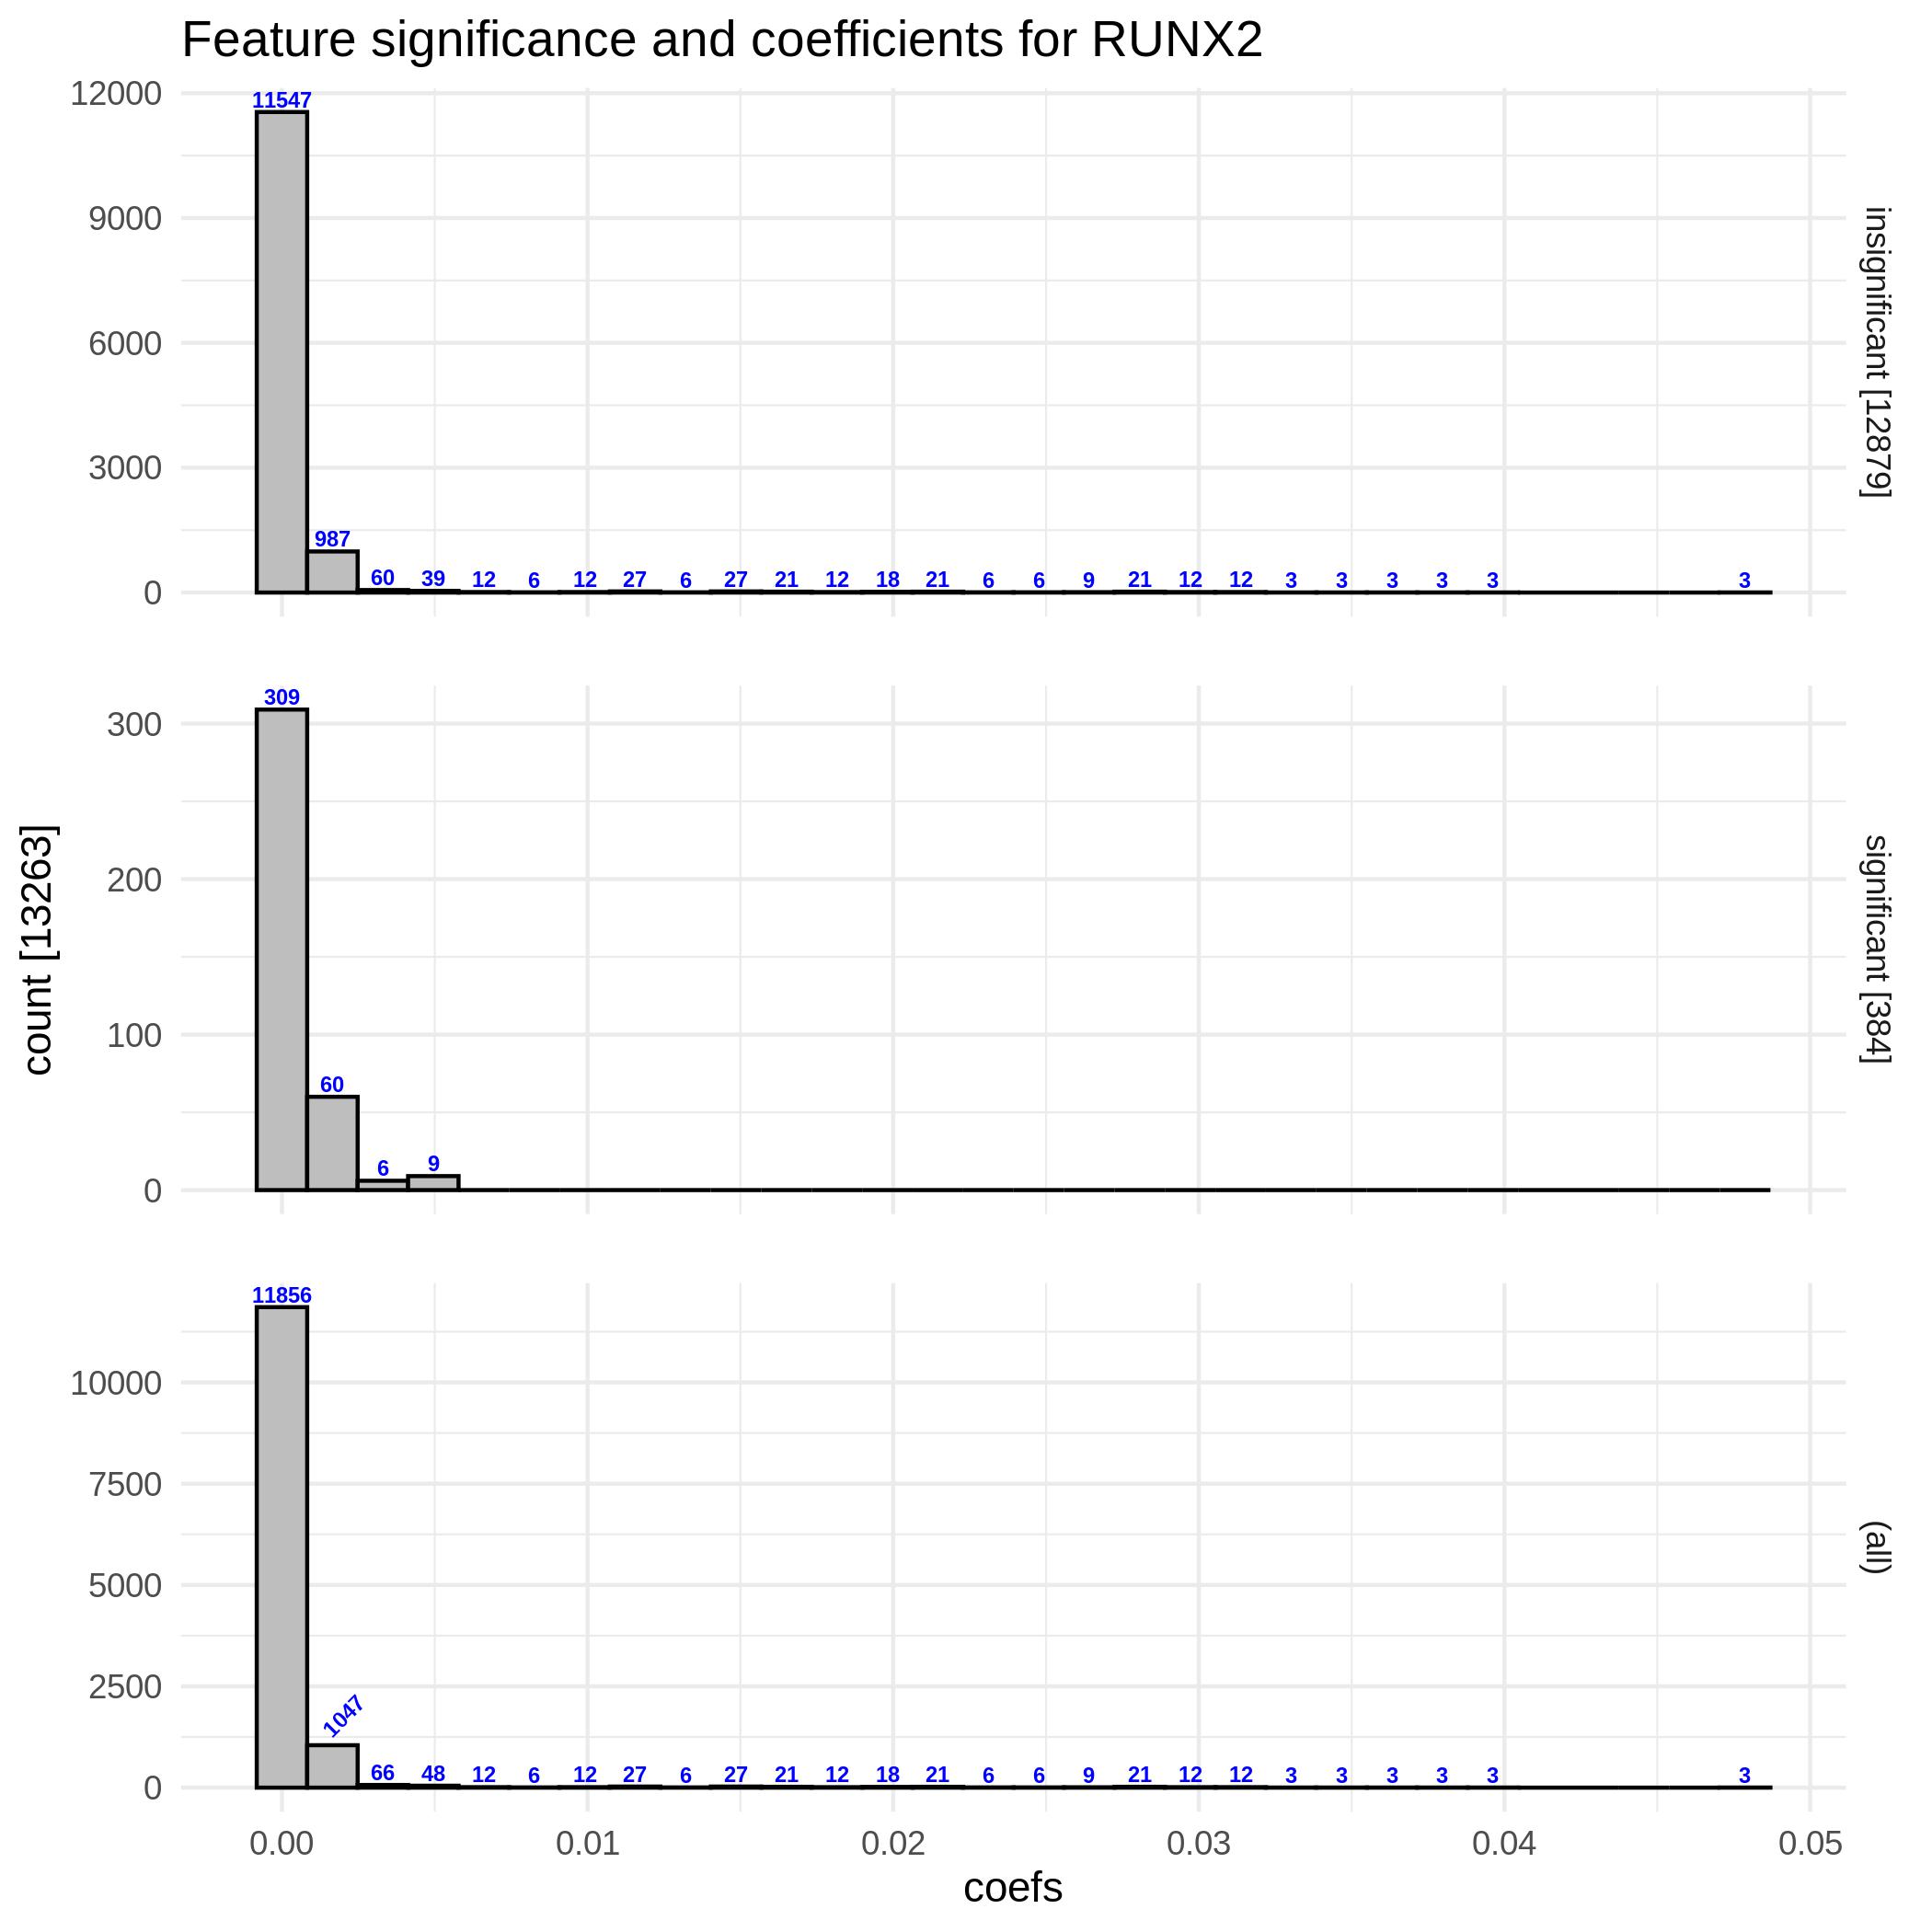 Feature significance and coefficients for RUNX2
12000
9000
6000
3000
0
11547
987
60 39 12 6 12 27 6 27 21 12 18 21 6 6 9 21 12 12 3 3 3 3 3 3
insignificant [12879]
300
200
100
0
309
60
6 9
significant [384]
count [13263]
10000
7500
5000
2500
0
11856
1047
66 48 12 6 12 27 6 27 21 12 18 21 6 6 9 21 12 12 3 3 3 3 3 3
(all)
0.00 0.01 0.02 0.03 0.04 0.05
coefs